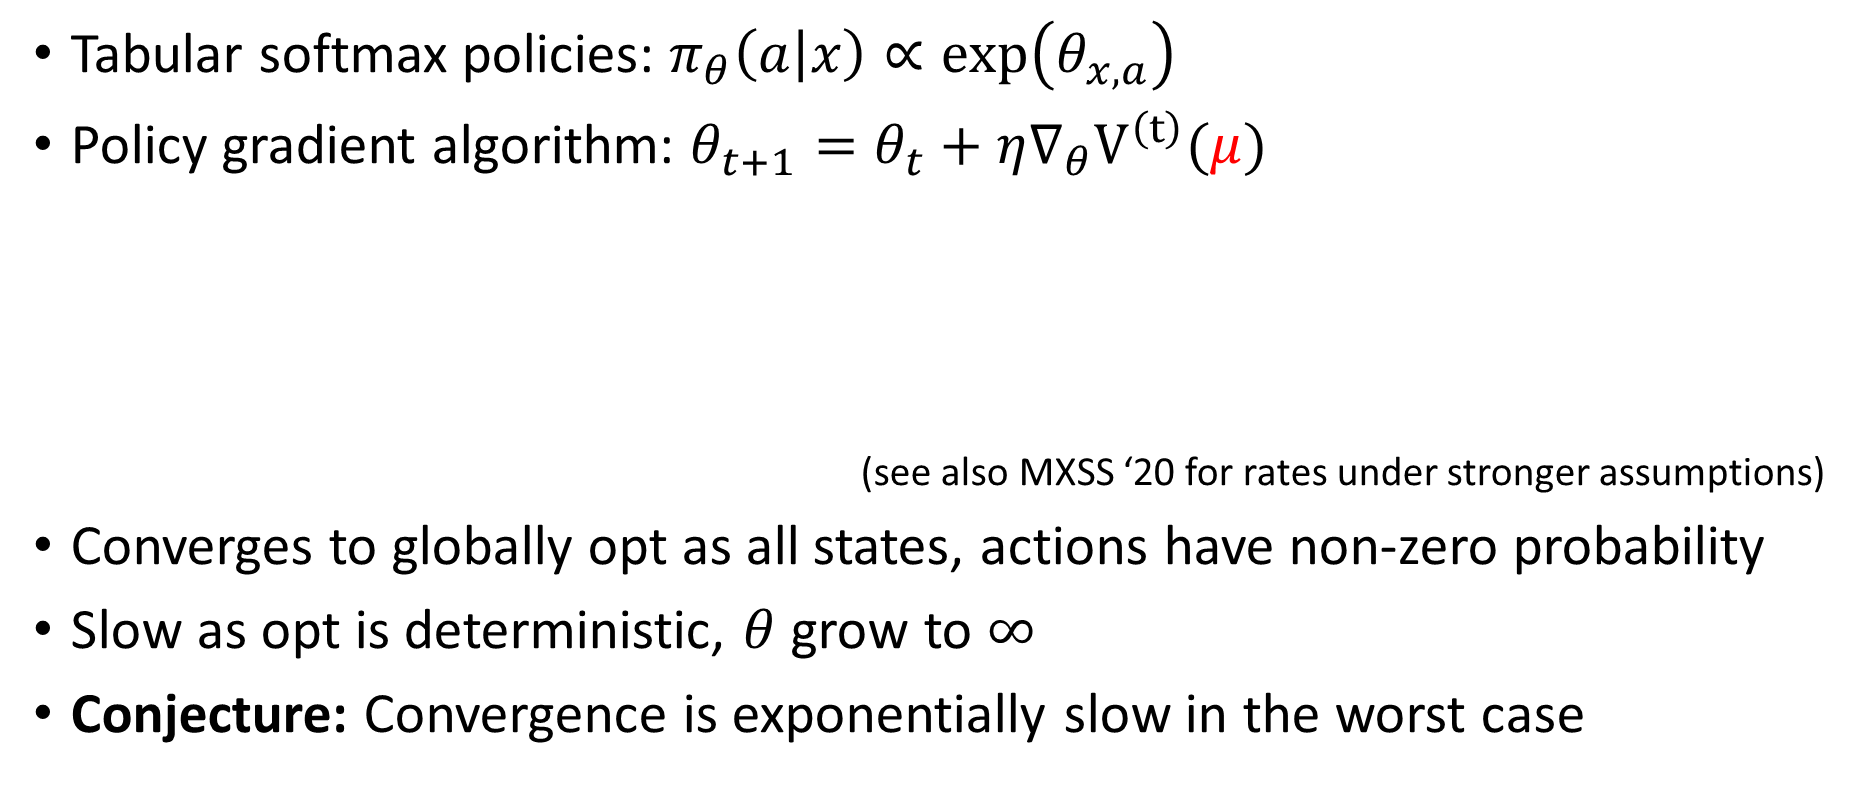 • Tabular softmax policies: π_θ(a|x) ∝ exp(θ_{x,a})
• Policy gradient algorithm: θ_{t+1} = θ_t + η∇_θV^{(t)}(μ)
(see also MXSS ‘20 for rates under stronger assumptions)
• Converges to globally opt as all states, actions have non-zero probability
• Slow as opt is deterministic, θ grow to ∞
• Conjecture: Convergence is exponentially slow in the worst case